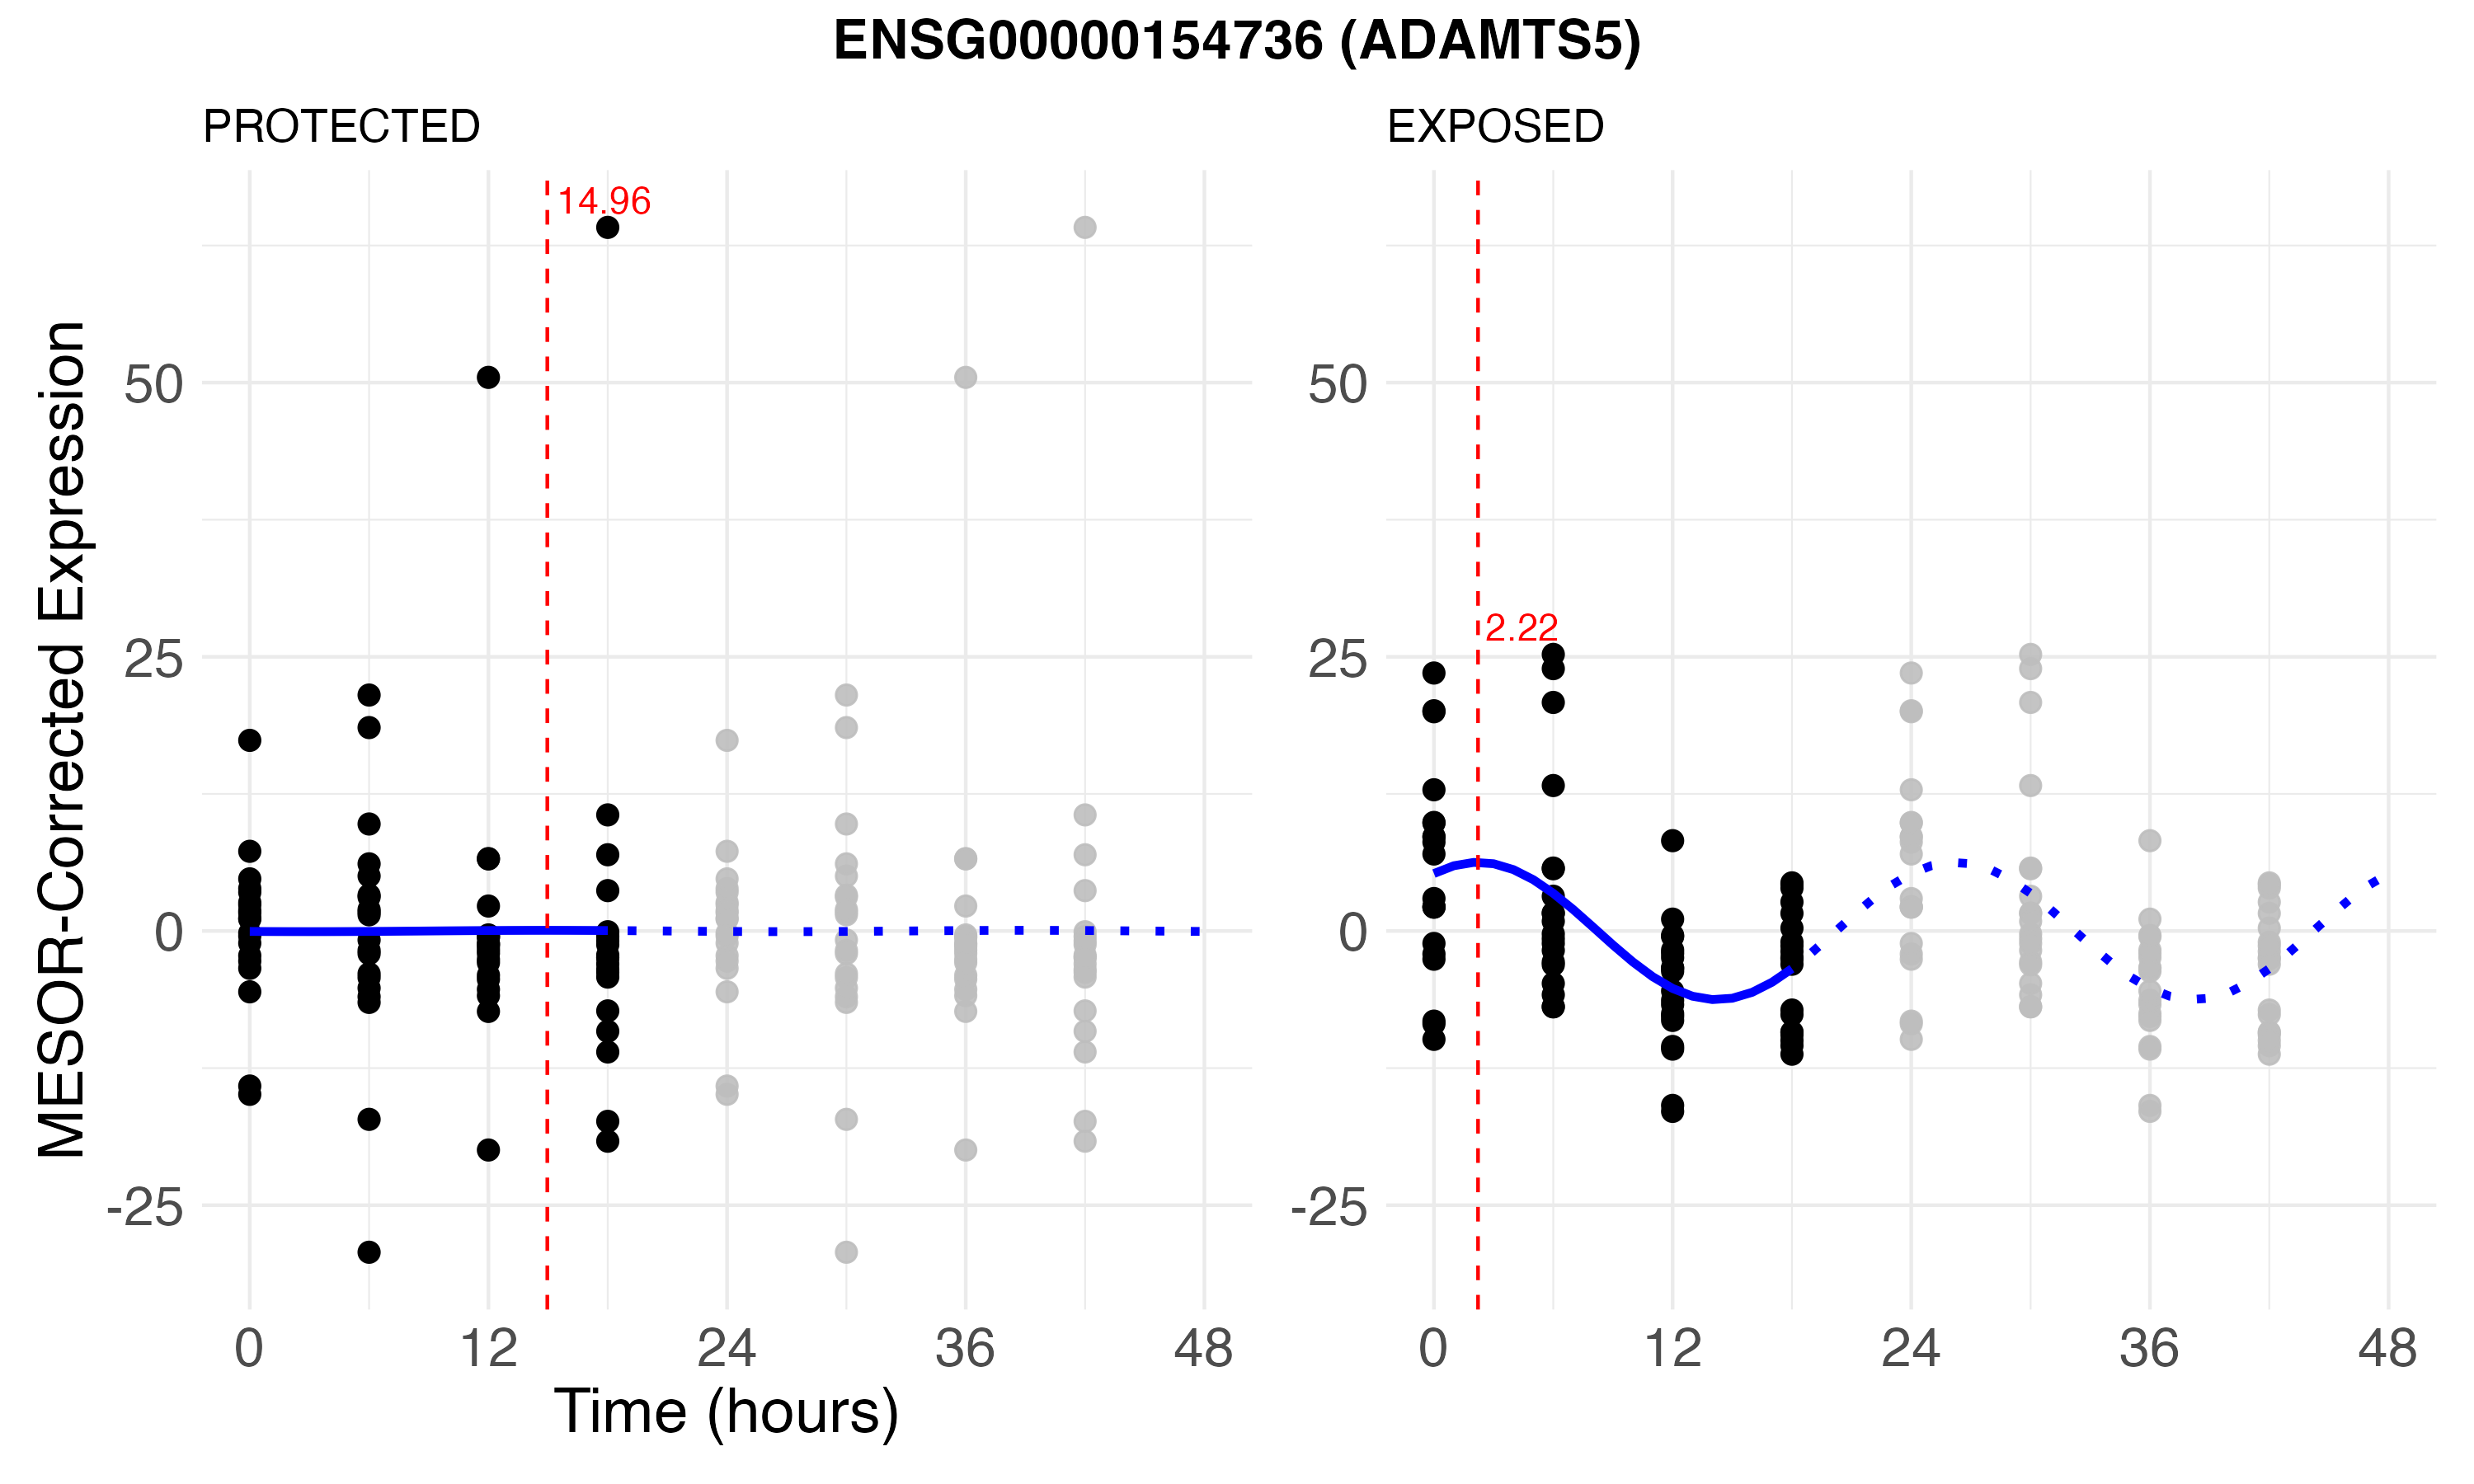 ENSG00000154736 (ADAMTS5)
PROTECTED
EXPOSED
MESOR-Corrected Expression
14.96
50
25
0
-25
0 12 24 36 48
2.22
50
25
0
-25
0 12 24 36 48
Time (hours)